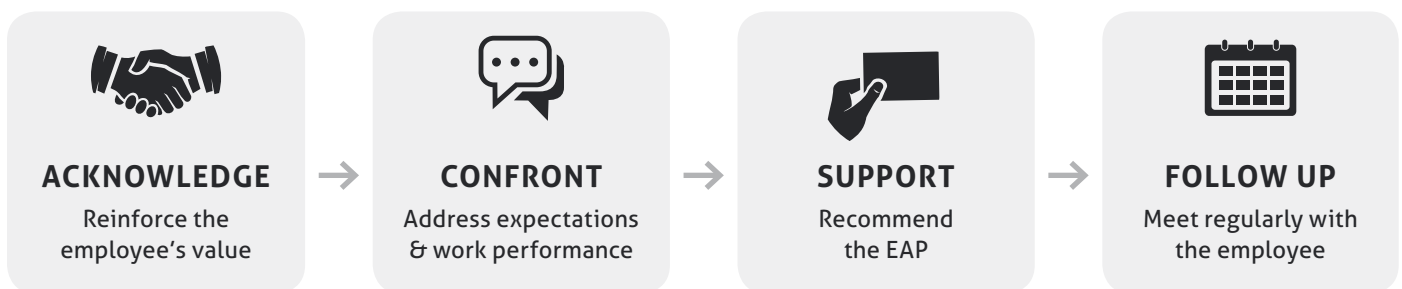 ACKNOWLEDGE
Reinforce the
employee's value
CONFRONT
Address expectations
& work performance
SUPPORT
Recommend
the EAP
FOLLOW UP
Meet regularly with
the employee